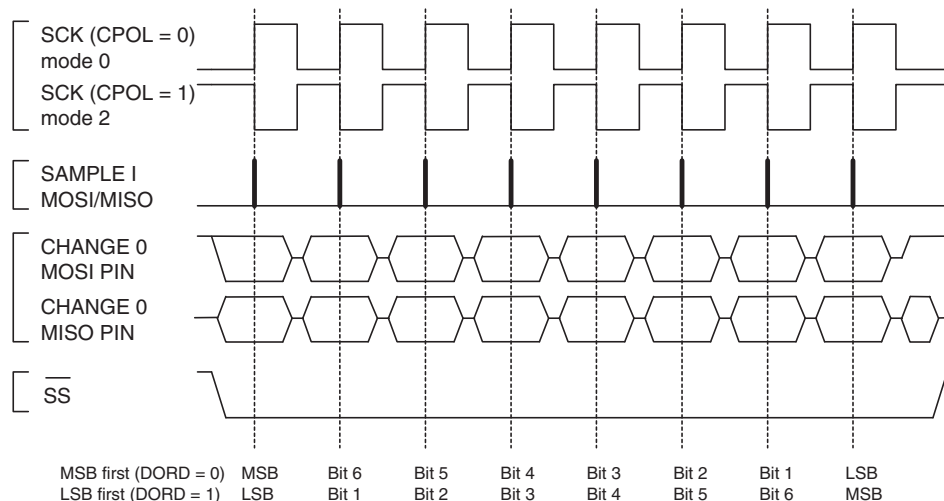 SCK (CPOL = 0)
mode 0
SCK (CPOL = 1)
mode 2
SAMPLE I
MOSI/MISO
CHANGE 0
MOSI PIN
CHANGE 0
MISO PIN
SS
MSB first (DORD = 0) MSB Bit 6 Bit 5 Bit 4 Bit 3 Bit 2 Bit 1 LSB
LSB first (DORD = 1) LSB Bit 1 Bit 2 Bit 3 Bit 4 Bit 5 Bit 6 MSB